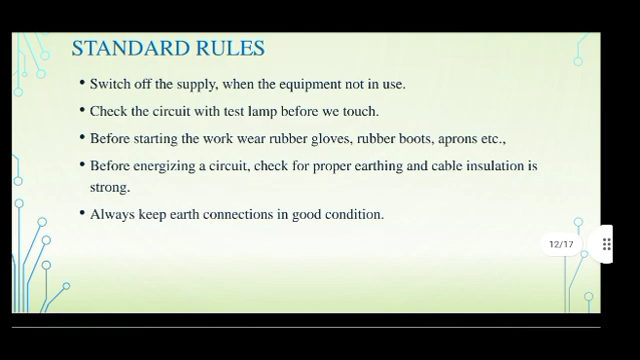 STANDARD RULES
• Switch off the supply, when the equipment not in use.
• Check the circuit with test lamp before we touch.
• Before starting the work wear rubber gloves, rubber boots, aprons etc.,
• Before energizing a circuit, check for proper earthing and cable insulation is
strong.
• Always keep earth connections in good condition.
12/17